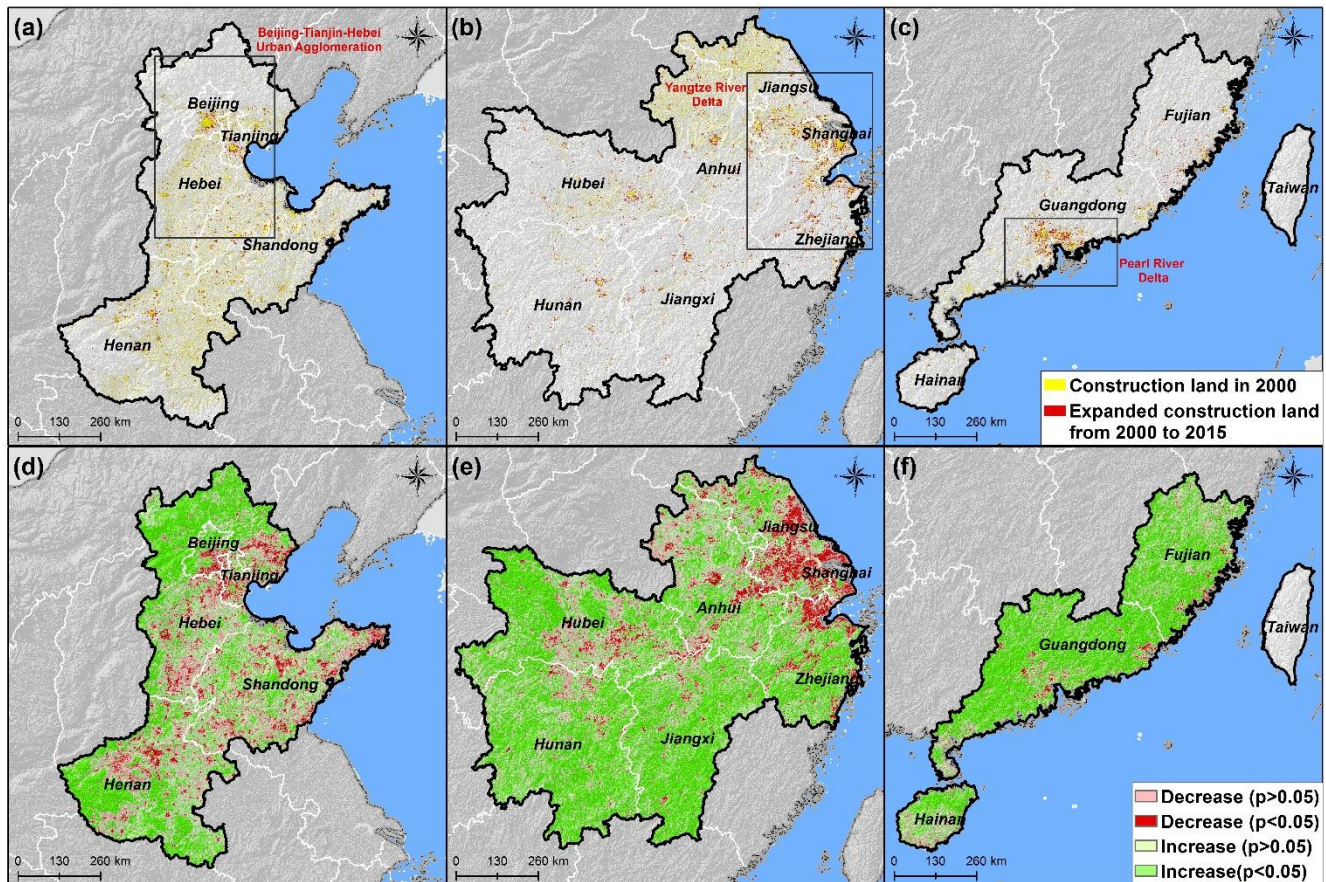 (a)
Beijing-Tianjin-Hebei
Urban Agglomeration
Beijing
Tianjing
Hebei
Shandong
Henan
0 130 260 km
(b)
Yangtze River
Delta
Jiangsu
Shanghai
Anhui
Hubei
Zhejiang
Hunan
Jiangxi
0 130 260 km
(c)
Fujian
Taiwan
Guangdong
Pearl River
Delta
Hainan
Construction land in 2000
Expanded construction land
from 2000 to 2015
0 130 260 km
(d)
Beijing
Tianjing
Hebei
Shandong
Henan
0 130 260 km
(e)
Jiangsu
Shanghai
Anhui
Hubei
Zhejiang
Hunan
Jiangxi
0 130 260 km
(f)
Fujian
Taiwan
Guangdong
Hainan
Decrease (p>0.05)
Decrease (p<0.05)
Increase (p>0.05)
Increase(p<0.05)
0 130 260 km